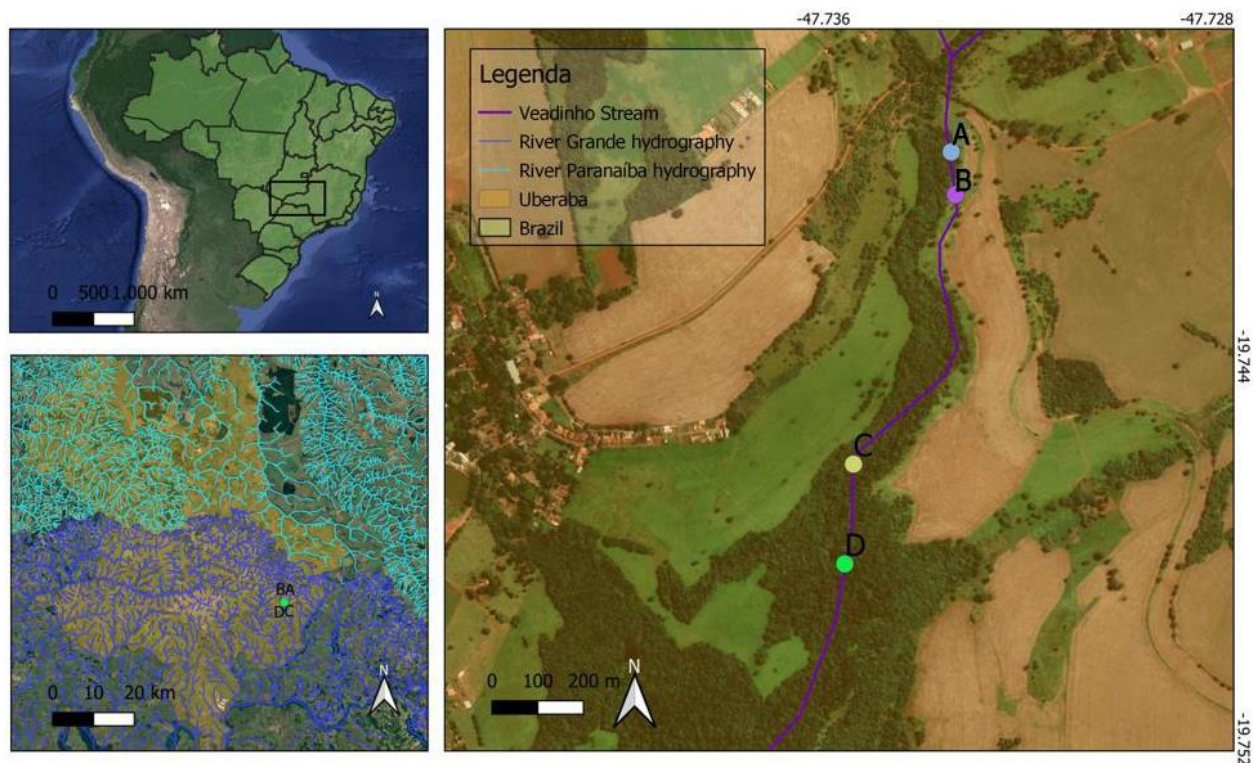 -47.736
-47.728
0 500 1.000 km
N
Legenda
Veadinho Stream
River Grande hydrography
River Paranaíba hydrography
Uberaba
Brazil
A
B
-19.744
C
D
BA
DC
N
0 10 20 km
N
0 100 200 m
-19.752